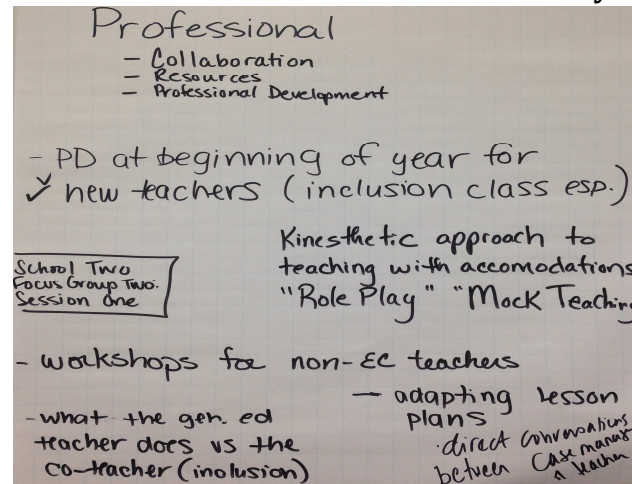 Professional
– Collaboration
– Resources
– Professional Development
- PD at beginning of year for
✓ new teachers (inclusion class esp.)
Kinesthetic approach to
teaching with accomodations
"Role Play" "Mock Teaching
School Two
Focus Group Two.
Session One
- workshops for non-EC teachers
– adapting lesson
plans
· direct conversations
between Case manag
^ teacher
- what the gen. ed
teacher does vs the
co-teacher (inclusion)